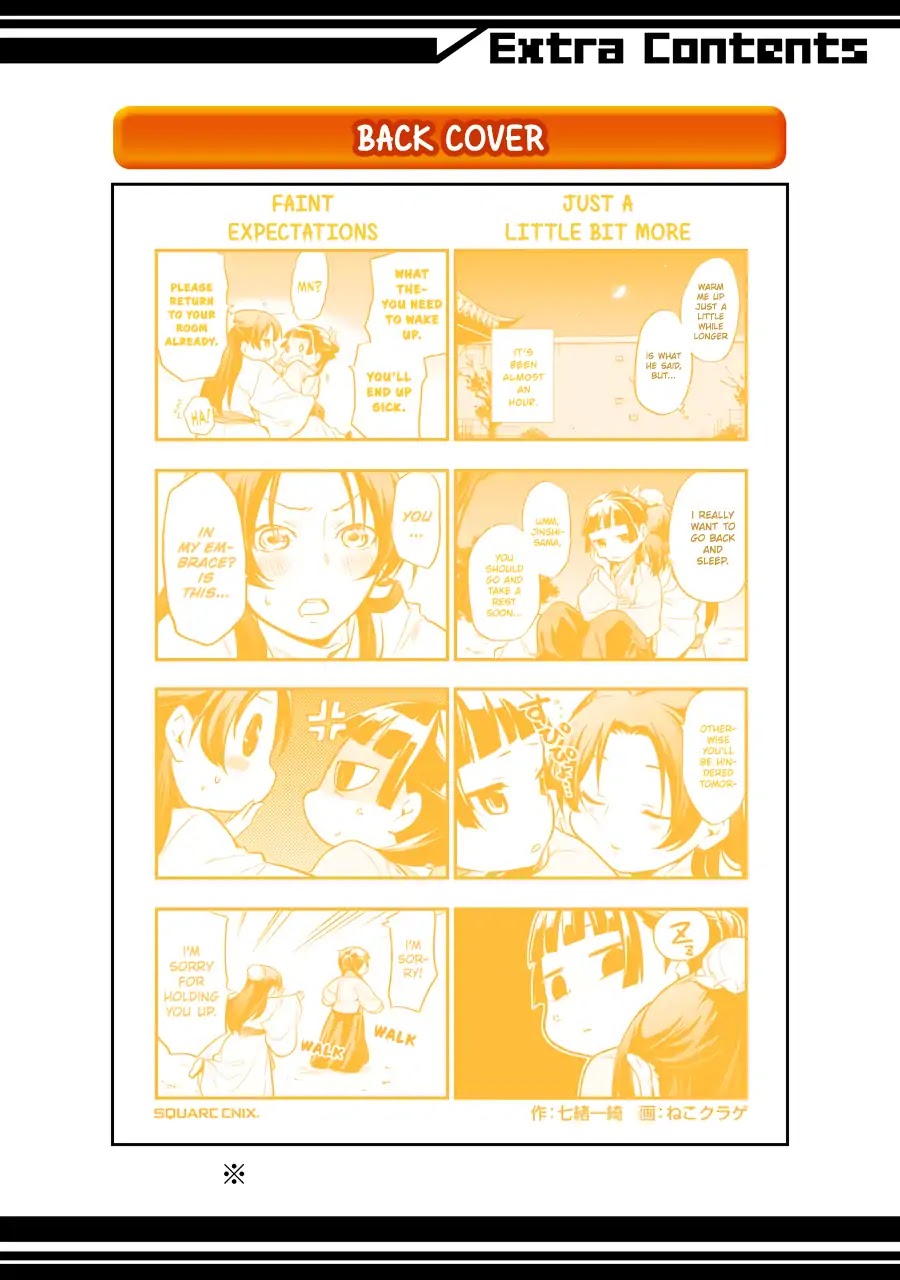 Extra Contents
BACK COVER
JUST A
LITTLE BIT MORE
WARM
ME UP
JUST A
LITTLE
WHILE
LONGER
IS WHAT
HE SAID,
BUT...
IT'S
BEEN
ALMOST
AN
HOUR.
I REALLY
WANT TO
GO BACK
AND
SLEEP.
UMM,
JINSHI-
SAMA,
YOU
SHOULD
GO AND
TAKE A
REST
SOON...
OTHER-
WISE
YOU'LL
BE HIN-
DERED
TOMOR-
すぴぴぴ...
Z
z
FAINT
EXPECTATIONS
WHAT
THE-
YOU NEED
TO WAKE
UP.
YOU'LL
END UP
SICK.
MN?
PLEASE
RETURN
TO YOUR
ROOM
ALREADY.
HA!
YOU
...
IN
MY EM-
BRACE?
IS
THIS...
I'M
SOR-
RY!
WALK
WALK
I'M
SORRY
FOR
HOLDING
YOU UP.
SQUARE ENIX.
作:七緒一綺 画:ねこクラゲ
※